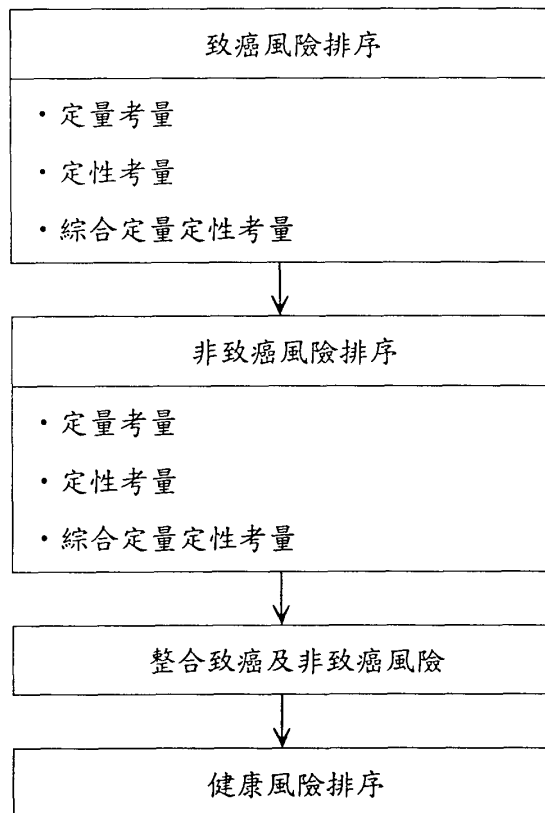 致癌風險排序
・定量考量
・定性考量
・綜合定量定性考量
非致癌風險排序
・定量考量
・定性考量
・綜合定量定性考量
整合致癌及非致癌風險
健康風險排序